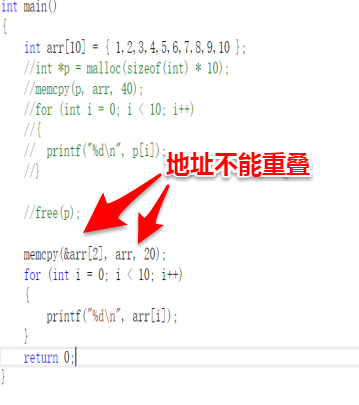 int main()
{
int arr[10] = { 1,2,3,4,5,6,7,8,9,10 };
//int *p = malloc(sizeof(int) * 10);
//memcpy(p, arr, 40);
//for (int i = 0; i < 10; i++)
//{
// printf("%d\n", p[i]);
//}
地址不能重叠
//free(p);
memcpy(&arr[2], arr, 20);
for (int i = 0; i < 10; i++)
{
printf("%d\n", arr[i]);
}
return 0;
}